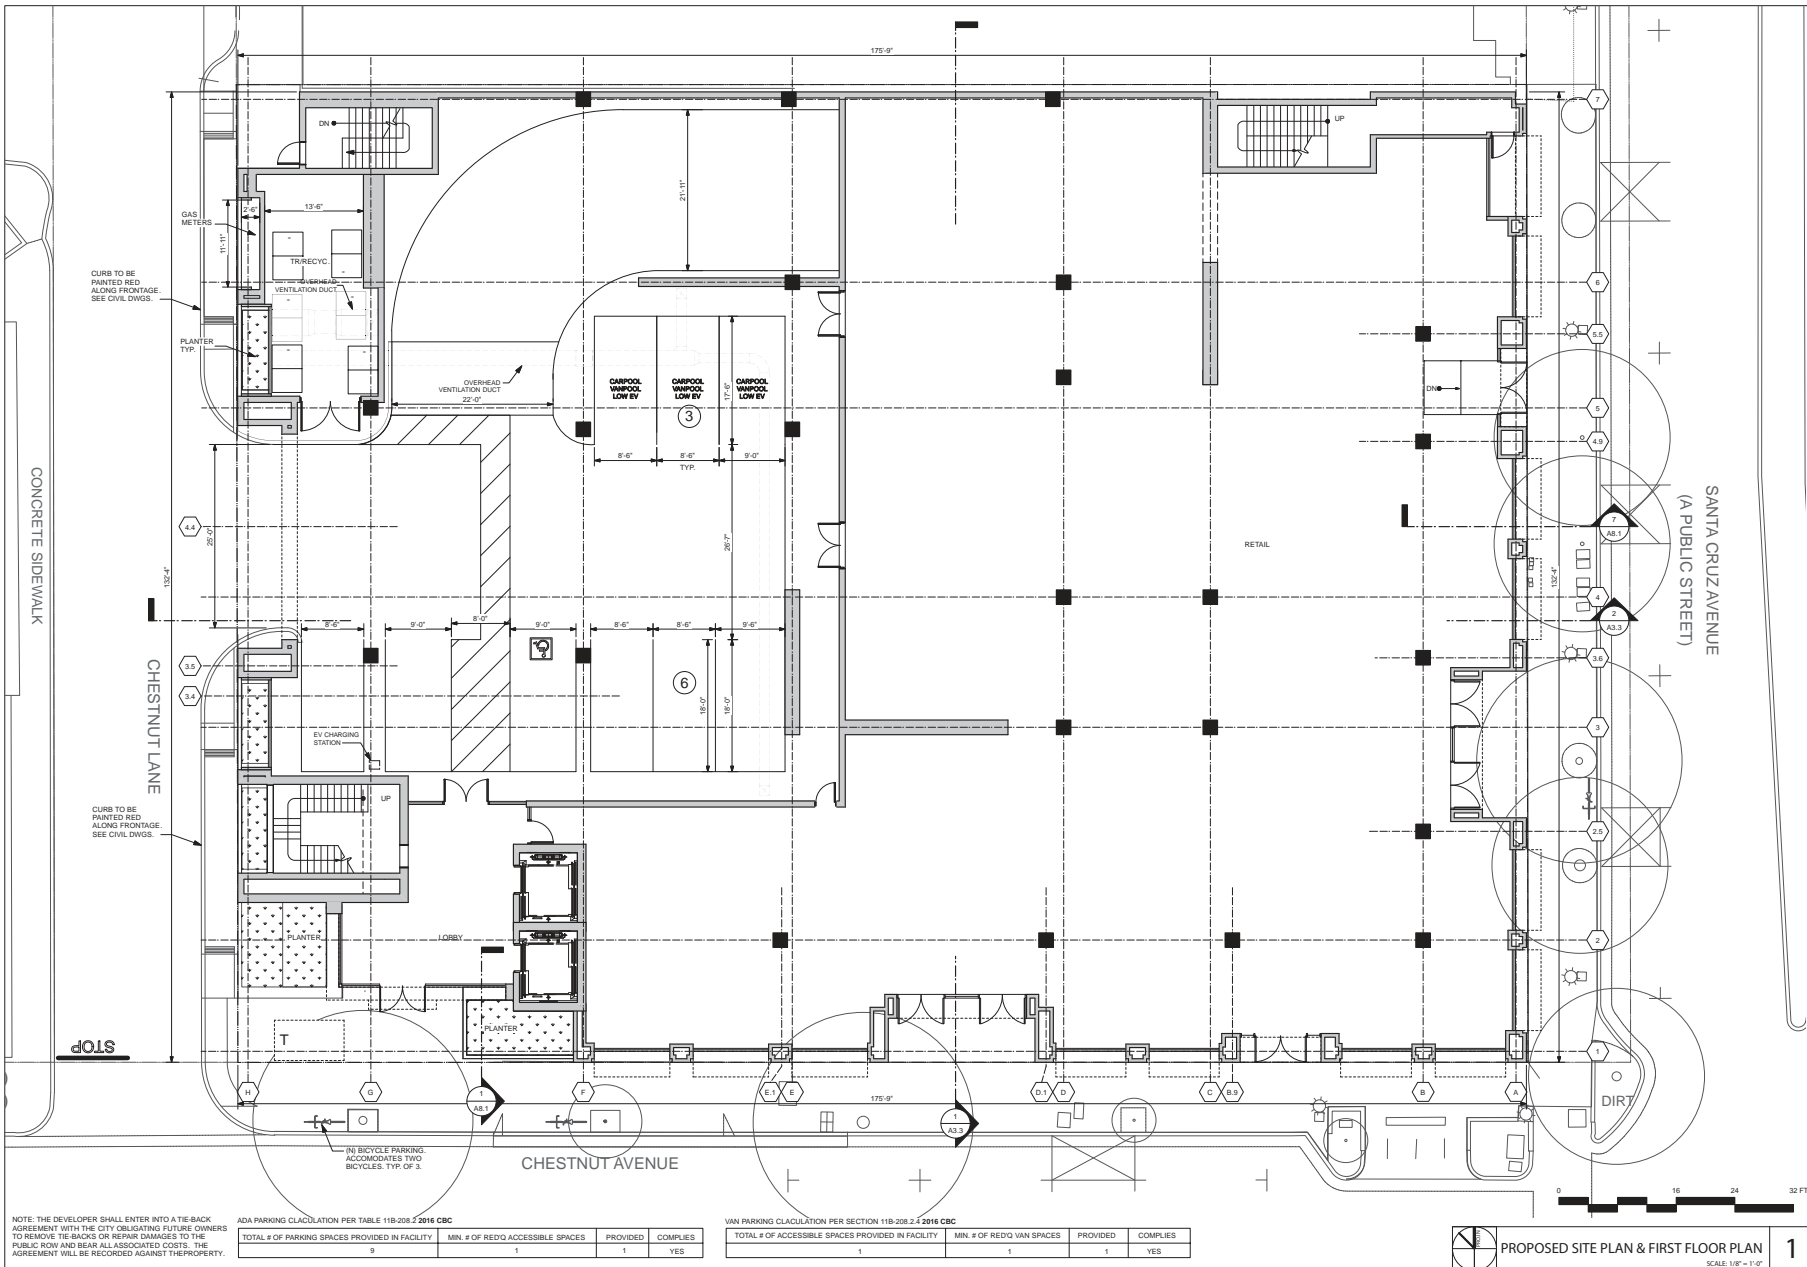 175'-9"
7
DN
UP
GAS
METERS
2'-6"
13'-6"
11'-11"
21'-11"
TR/RECYC.
OVERHEAD
VENTILATION DUCT
CURB TO BE
PAINTED RED
ALONG FRONTAGE.
SEE CIVIL DWGS.
6
PLANTER
TYP.
5.5
OVERHEAD
VENTILATION DUCT
22'-0"
CARPOOL
VANPOOL
LOW EV
CARPOOL
VANPOOL
LOW EV
CARPOOL
VANPOOL
LOW EV
17'-6"
3
DN
5
4.9
8'-6"
8'-6"
TYP.
9'-0"
CONCRETE SIDEWALK
4.4
25'-0"
132'-4"
26'-7"
RETAIL
7
A8.1
132'-4"
SANTA CRUZ AVENUE
(A PUBLIC STREET)
4
2
A3.3
8'-6"
9'-0"
8'-0"
9'-0"
8'-6"
8'-6"
9'-6"
3.5
3.6
3.4
6
18'-0"
18'-0"
CHESTNUT LANE
EV CHARGING
STATION
3
UP
CURB TO BE
PAINTED RED
ALONG FRONTAGE.
SEE CIVIL DWGS.
2.5
PLANTER
LOBBY
2
PLANTER
T
STOP
1
H
G
1
A8.1
F
E.1
E
D.1
D
C
B.9
B
A
175'-9"
1
A3.3
DIRT
(N) BICYCLE PARKING.
ACCOMODATES TWO
BICYCLES. TYP. OF 3.
CHESTNUT AVENUE
0 16 24 32 FT
NOTE: THE DEVELOPER SHALL ENTER INTO A TIE-BACK
AGREEMENT WITH THE CITY OBLIGATING FUTURE OWNERS
TO REMOVE TIE-BACKS OR REPAIR DAMAGES TO THE
PUBLIC ROW AND BEAR ALL ASSOCIATED COSTS. THE
AGREEMENT WILL BE RECORDED AGAINST THEPROPERTY.
ADA PARKING CLACULATION PER TABLE 11B-208.2 2016 CBC
TOTAL # OF PARKING SPACES PROVIDED IN FACILITY MIN. # OF REQ'D ACCESSIBLE SPACES PROVIDED COMPLIES
9 1 1 YES
VAN PARKING CLACULATION PER SECTION 11B-208.2.4 2016 CBC
TOTAL # OF ACCESSIBLE SPACES PROVIDED IN FACILITY MIN. # OF REQ'D VAN SPACES PROVIDED COMPLIES
1 1 1 YES
PROPOSED SITE PLAN & FIRST FLOOR PLAN 1
SCALE: 1/8" = 1'-0"